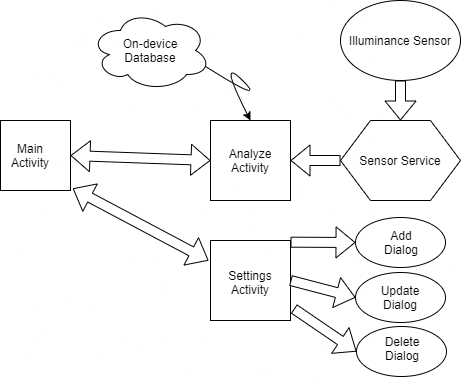 On-device
Database
Illuminance Sensor
Main
Activity
Analyze
Activity
Sensor Service
Settings
Activity
Add
Dialog
Update
Dialog
Delete
Dialog